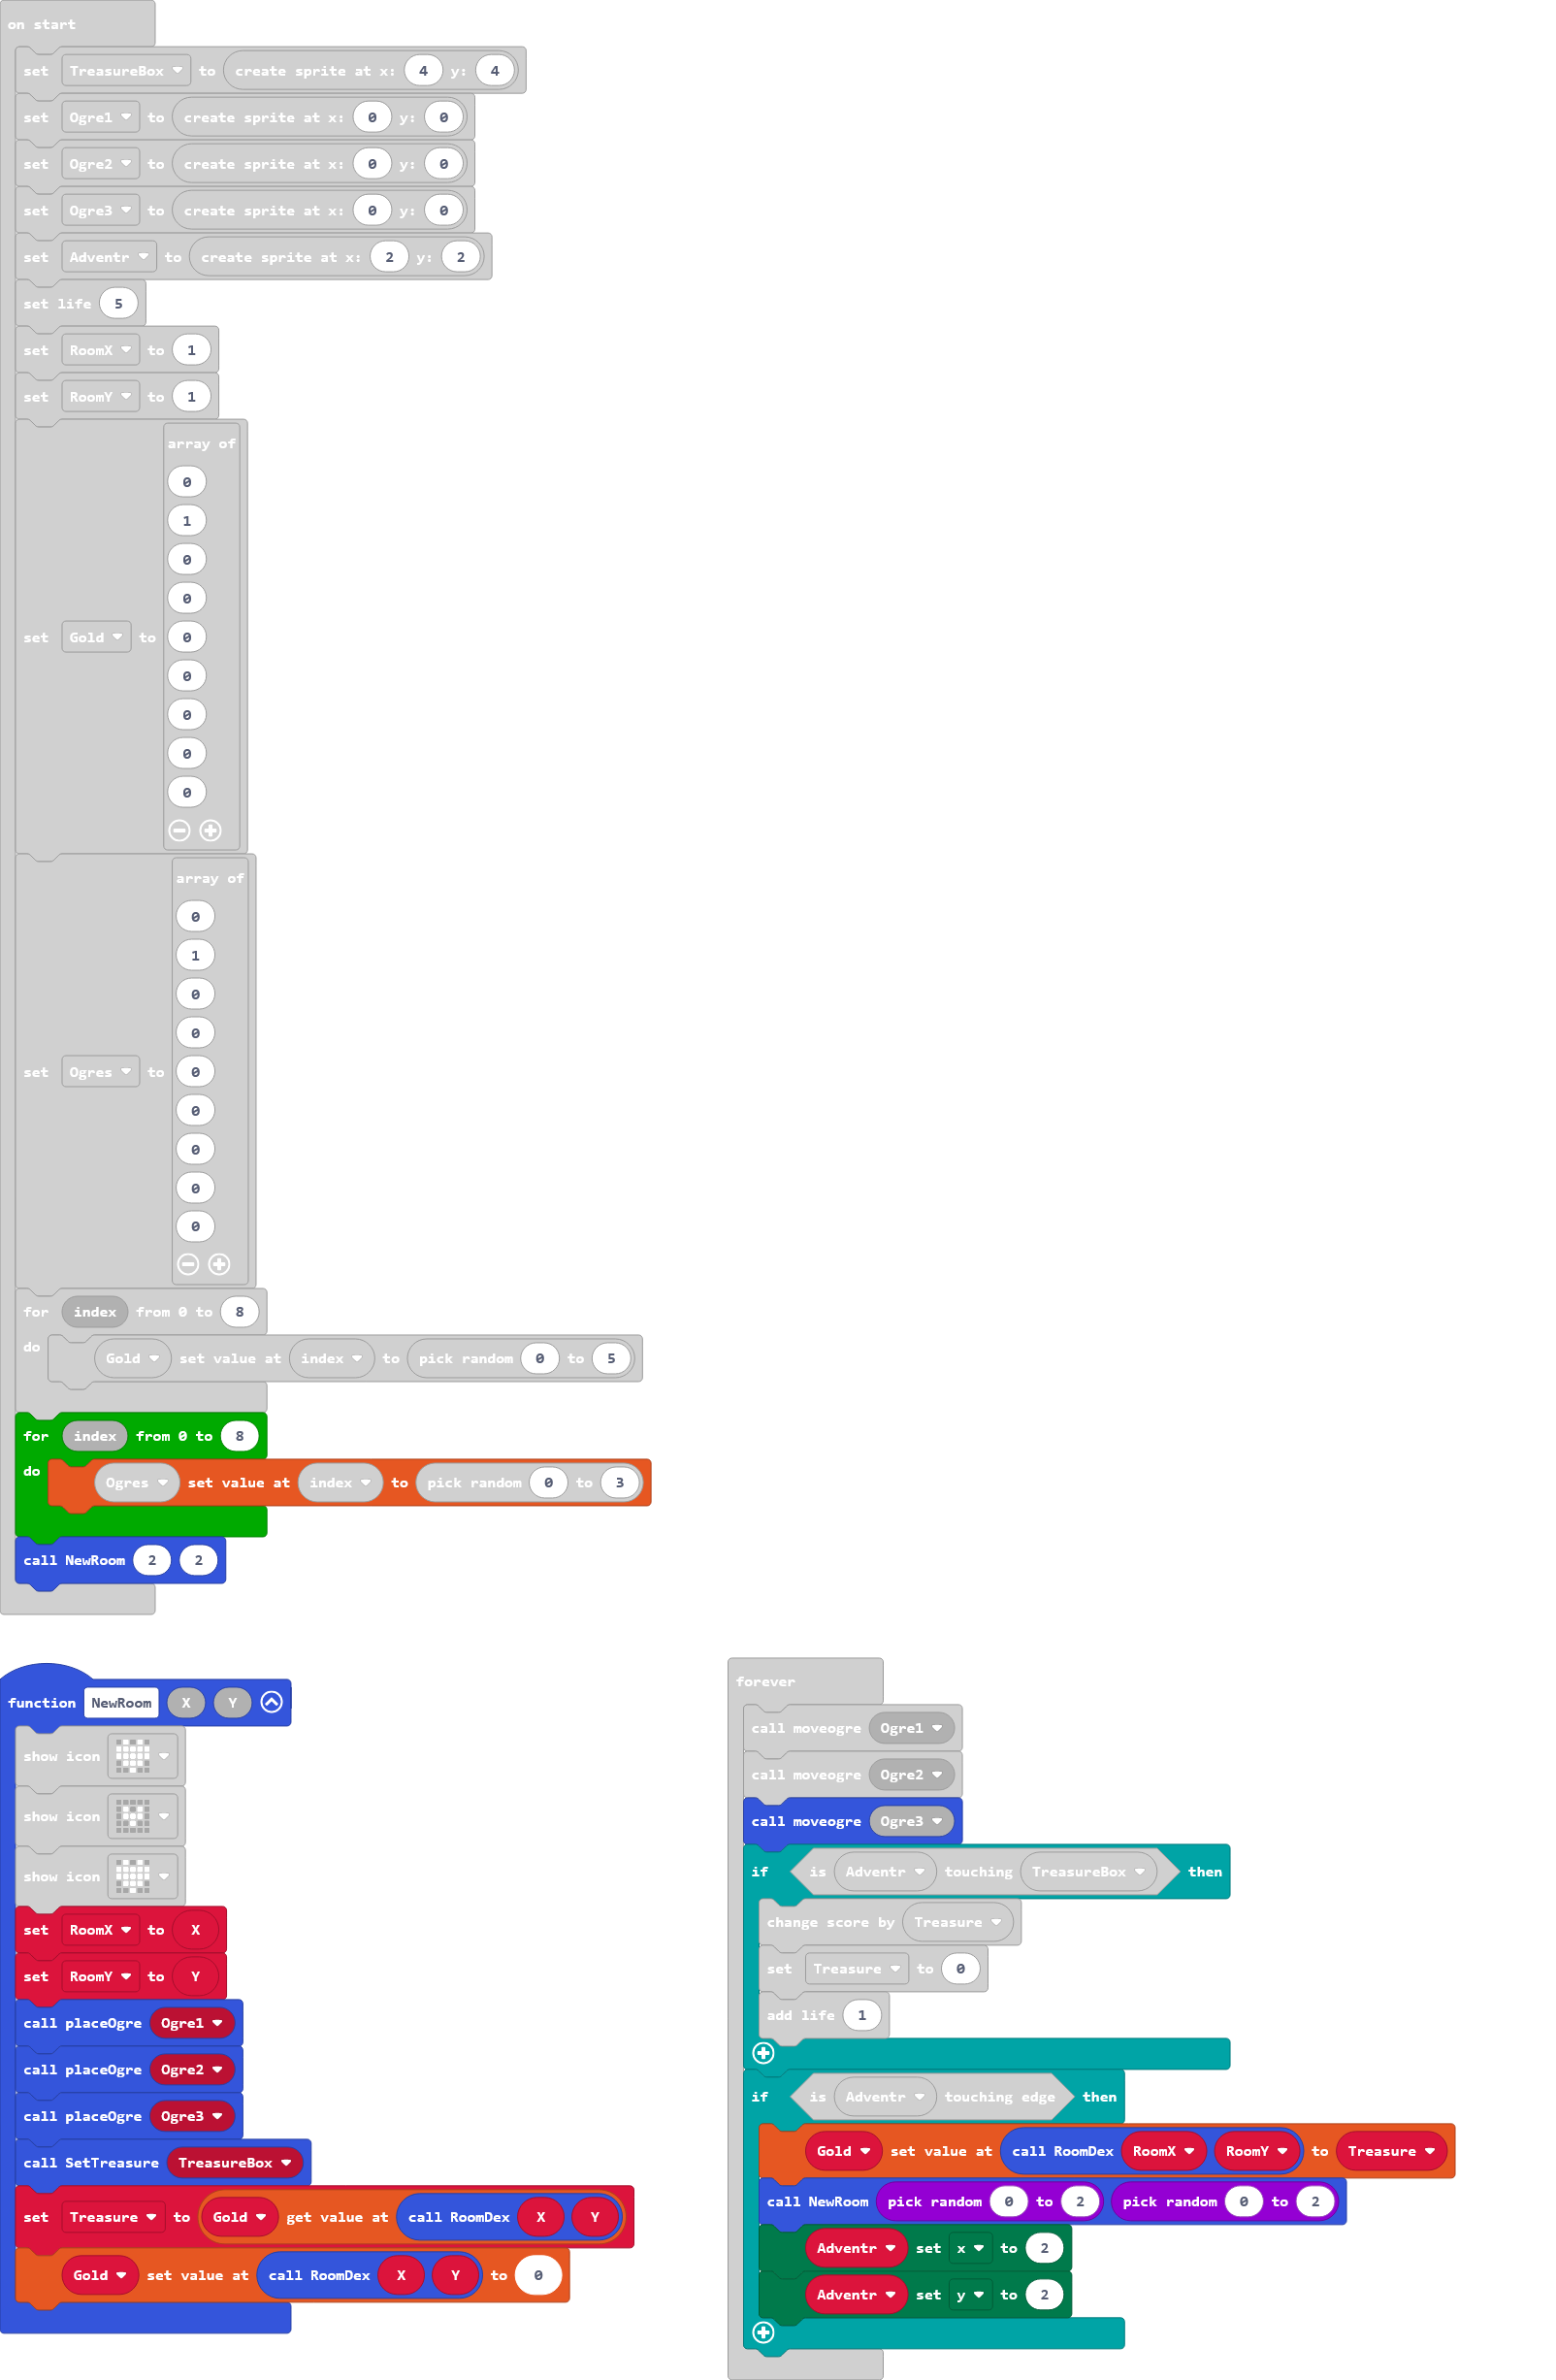 on start
set TreasureBox to create sprite at x: 4 y: 4
set Ogre1 to create sprite at x: 0 y: 0
set Ogre2 to create sprite at x: 0 y: 0
set Ogre3 to create sprite at x: 0 y: 0
set Adventr to create sprite at x: 2 y: 2
set life 5
set RoomX to 1
set RoomY to 1
set Gold to array of
0
1
0
0
0
0
0
0
0
set Ogres to array of
0
1
0
0
0
0
0
0
0
for index from 0 to 8
do Gold set value at index to pick random 0 to 5
for index from 0 to 8
do Ogres set value at index to pick random 0 to 3
call NewRoom 2 2
function NewRoom X Y
show icon
show icon
show icon
set RoomX to X
set RoomY to Y
call placeOgre Ogre1
call placeOgre Ogre2
call placeOgre Ogre3
call SetTreasure TreasureBox
set Treasure to Gold get value at call RoomDex X Y
Gold set value at call RoomDex X Y to 0
forever
call moveogre Ogre1
call moveogre Ogre2
call moveogre Ogre3
if is Adventr touching TreasureBox then
change score by Treasure
set Treasure to 0
add life 1
if is Adventr touching edge then
Gold set value at call RoomDex RoomX RoomY to Treasure
call NewRoom pick random 0 to 2 pick random 0 to 2
Adventr set x to 2
Adventr set y to 2